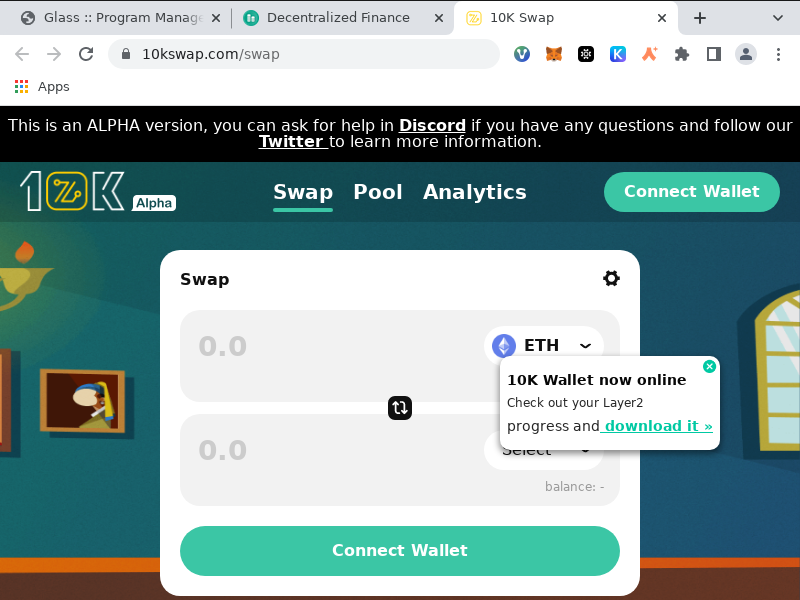 Glass :: Program Manage
Decentralized Finance
10K Swap
10kswap.com/swap
Apps
This is an ALPHA version, you can ask for help in Discord if you have any questions and follow our
Twitter to learn more information.
10K Alpha
Swap
Pool
Analytics
Connect Wallet
Swap
0.0
ETH
10K Wallet now online
Check out your Layer2
progress and download it »
0.0
Select
balance: -
Connect Wallet